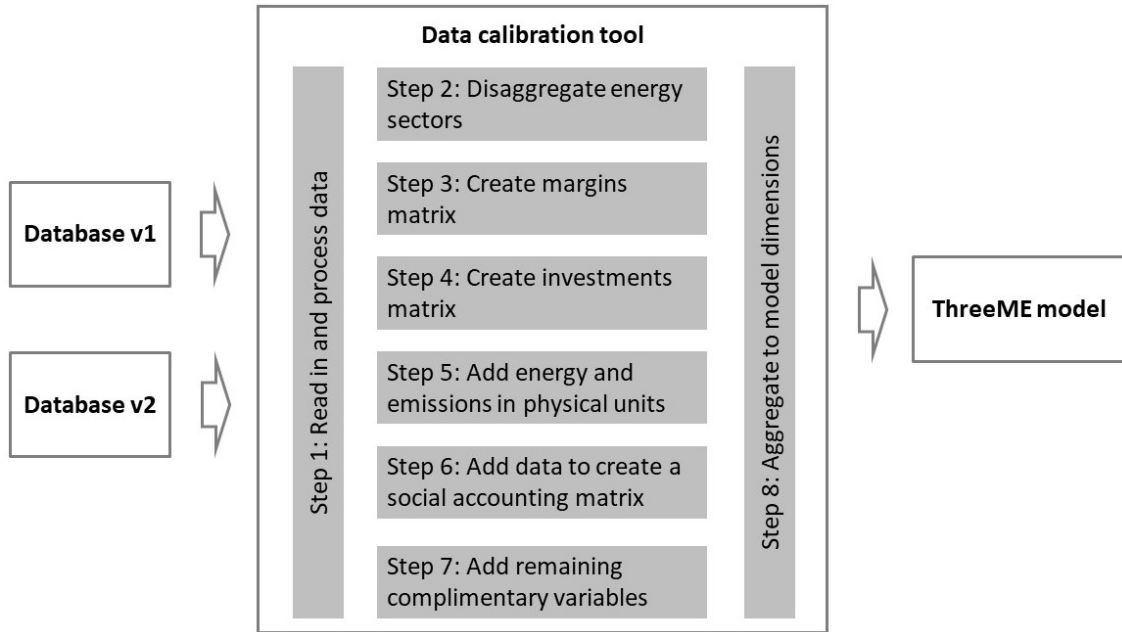 Data calibration tool
Database v1
Database v2
Step 1: Read in and process data
Step 2: Disaggregate energy
sectors
Step 3: Create margins
matrix
Step 4: Create investments
matrix
Step 5: Add energy and
emissions in physical units
Step 6: Add data to create a
social accounting matrix
Step 7: Add remaining
complimentary variables
Step 8: Aggregate to model dimensions
ThreeME model